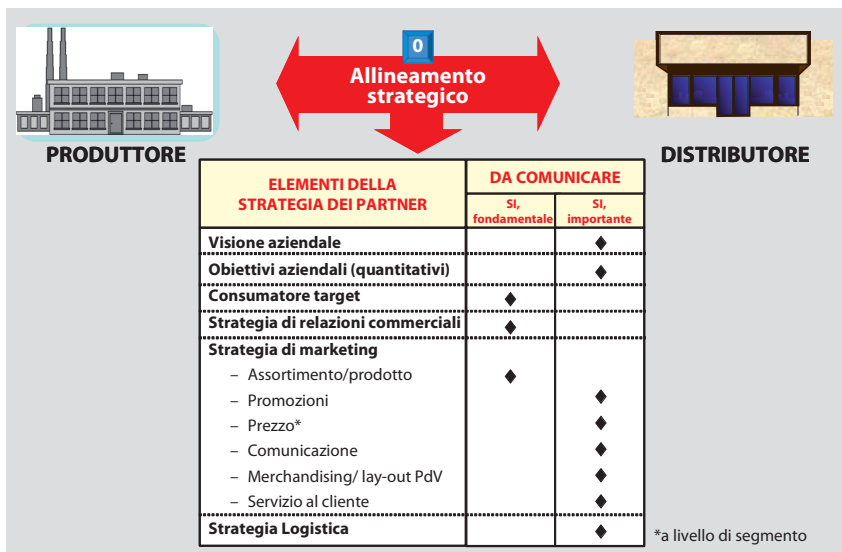 0
Allineamento
strategico
PRODUTTORE
DISTRIBUTORE
ELEMENTI DELLA
STRATEGIA DEI PARTNER
DA COMUNICARE
SI,
fondamentale
SI,
importante
Visione aziendale
Obiettivi aziendali (quantitativi)
Consumatore target
Strategia di relazioni commerciali
Strategia di marketing
– Assortimento/prodotto
– Promozioni
– Prezzo*
– Comunicazione
– Merchandising/ lay-out PdV
– Servizio al cliente
Strategia Logistica
*a livello di segmento